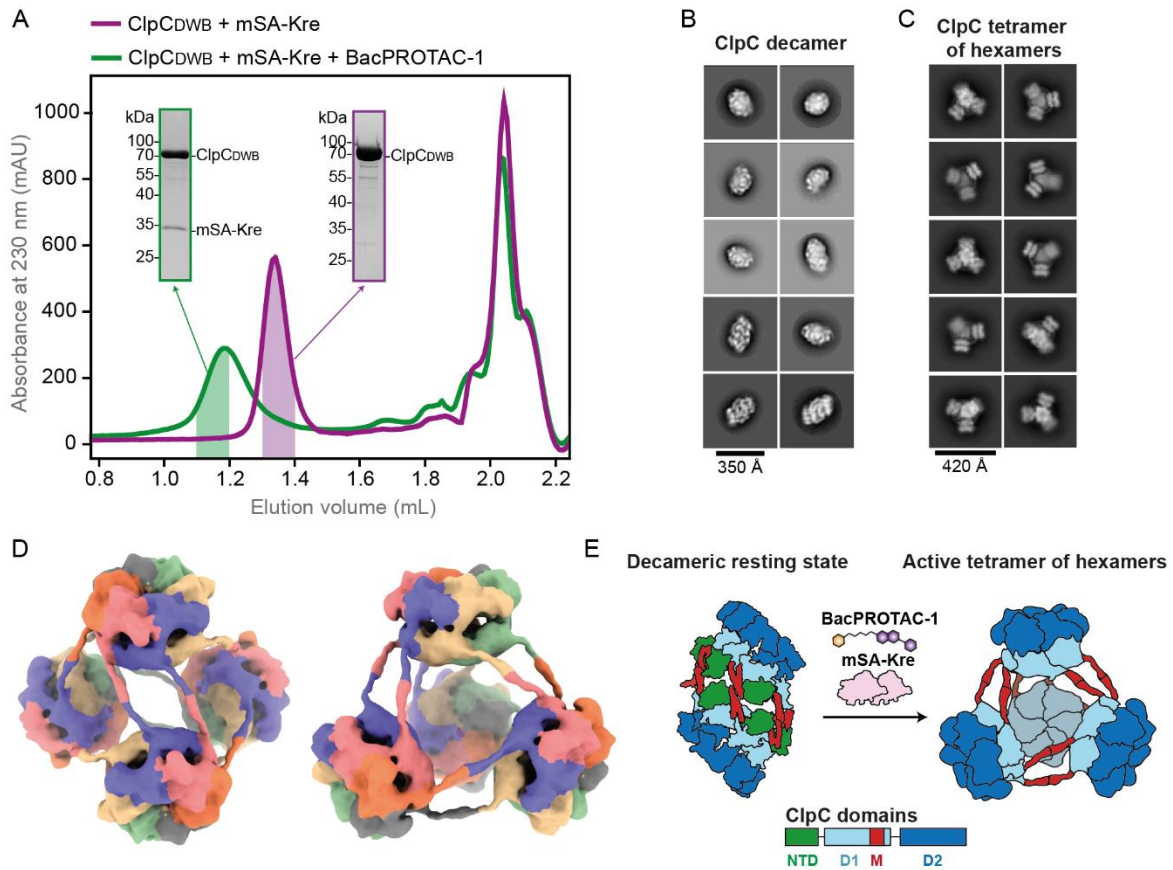 A
ClpCDWB + mSA-Kre
ClpCDWB + mSA-Kre + BacPROTAC-1
Absorbance at 230 nm (mAU)
1000
800
600
400
200
0
0.8 1.0 1.2 1.4 1.6 1.8 2.0 2.2
Elution volume (mL)
kDa
100
70
55
40
35
25
ClpCDWB
mSA-Kre
kDa
100
70
55
40
35
25
ClpCDWB
B
ClpC decamer
350 Å
C
ClpC tetramer
of hexamers
420 Å
D
E
Decameric resting state
Active tetramer of hexamers
BacPROTAC-1
mSA-Kre
ClpC domains
NTD D1 M D2